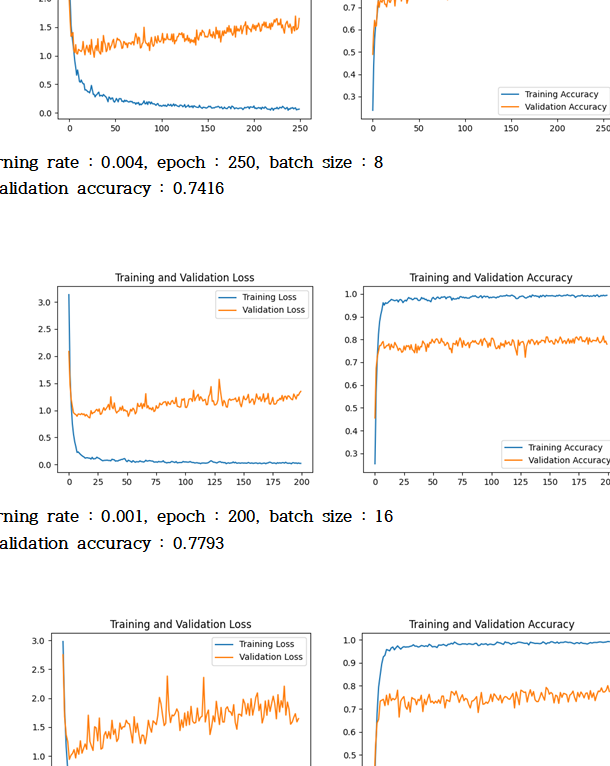 2.0
1.5
1.0
0.5
0.0
0 50 100 150 200 250
0.7
0.6
0.5
0.4
0.3
Training Accuracy
Validation Accuracy
0 50 100 150 200 250
rning rate : 0.004, epoch : 250, batch size : 8
alidation accuracy : 0.7416
Training and Validation Loss
3.0
2.5
2.0
1.5
1.0
0.5
0.0
Training Loss
Validation Loss
0 25 50 75 100 125 150 175 200
Training and Validation Accuracy
1.0
0.9
0.8
0.7
0.6
0.5
0.4
0.3
Training Accuracy
Validation Accuracy
0 25 50 75 100 125 150 175 200
rning rate : 0.001, epoch : 200, batch size : 16
alidation accuracy : 0.7793
Training and Validation Loss
3.0
2.5
2.0
1.5
1.0
Training Loss
Validation Loss
Training and Validation Accuracy
1.0
0.9
0.8
0.7
0.6
0.5